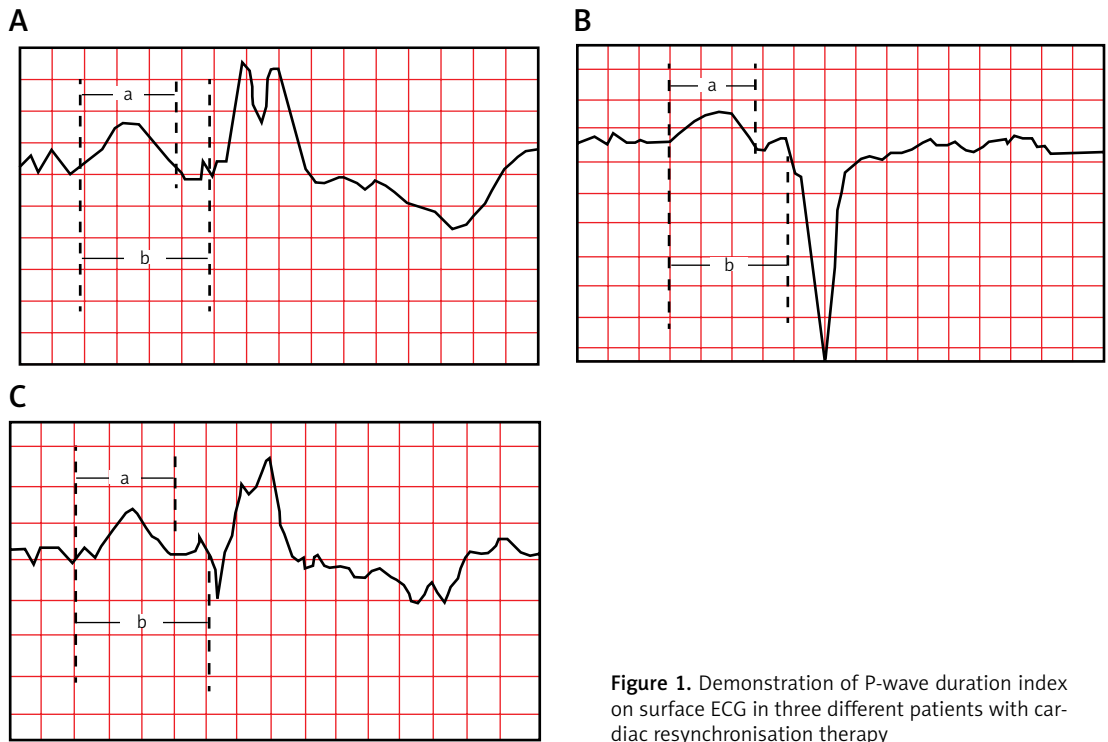 A
a
b
B
a
b
C
a
b
Figure 1. Demonstration of P-wave duration index
on surface ECG in three different patients with car-
diac resynchronisation therapy